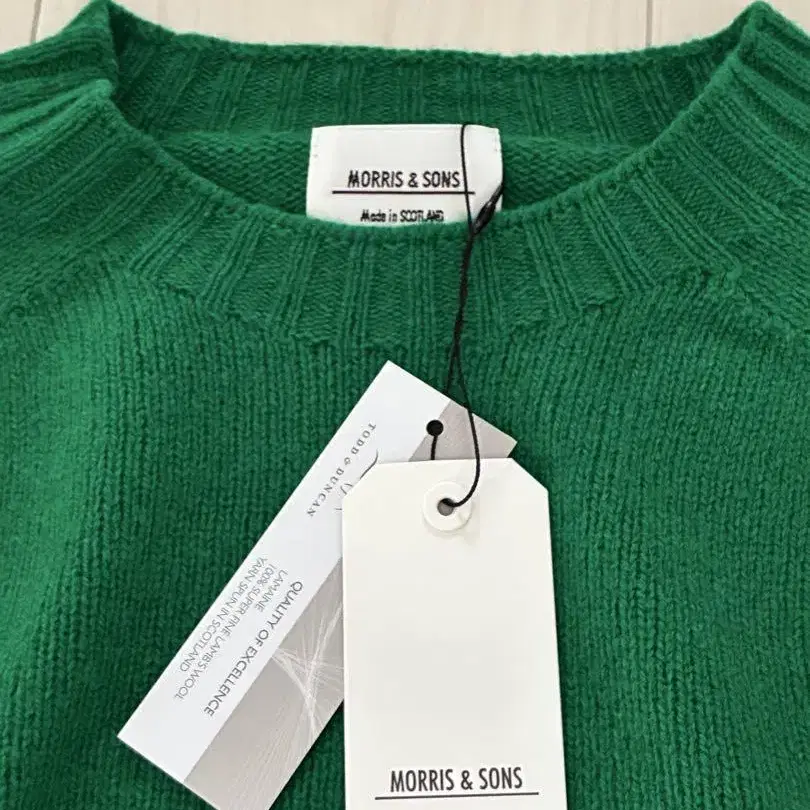 MORRIS & SONS
Made in SCOTLAND
TODD & DUNCAN
QUALITY OF EXCELLENCE
LAMAINE
100% SUPER FINE LAMB'S WOOL
YARN SPUN IN SCOTLAND
MORRIS & SONS